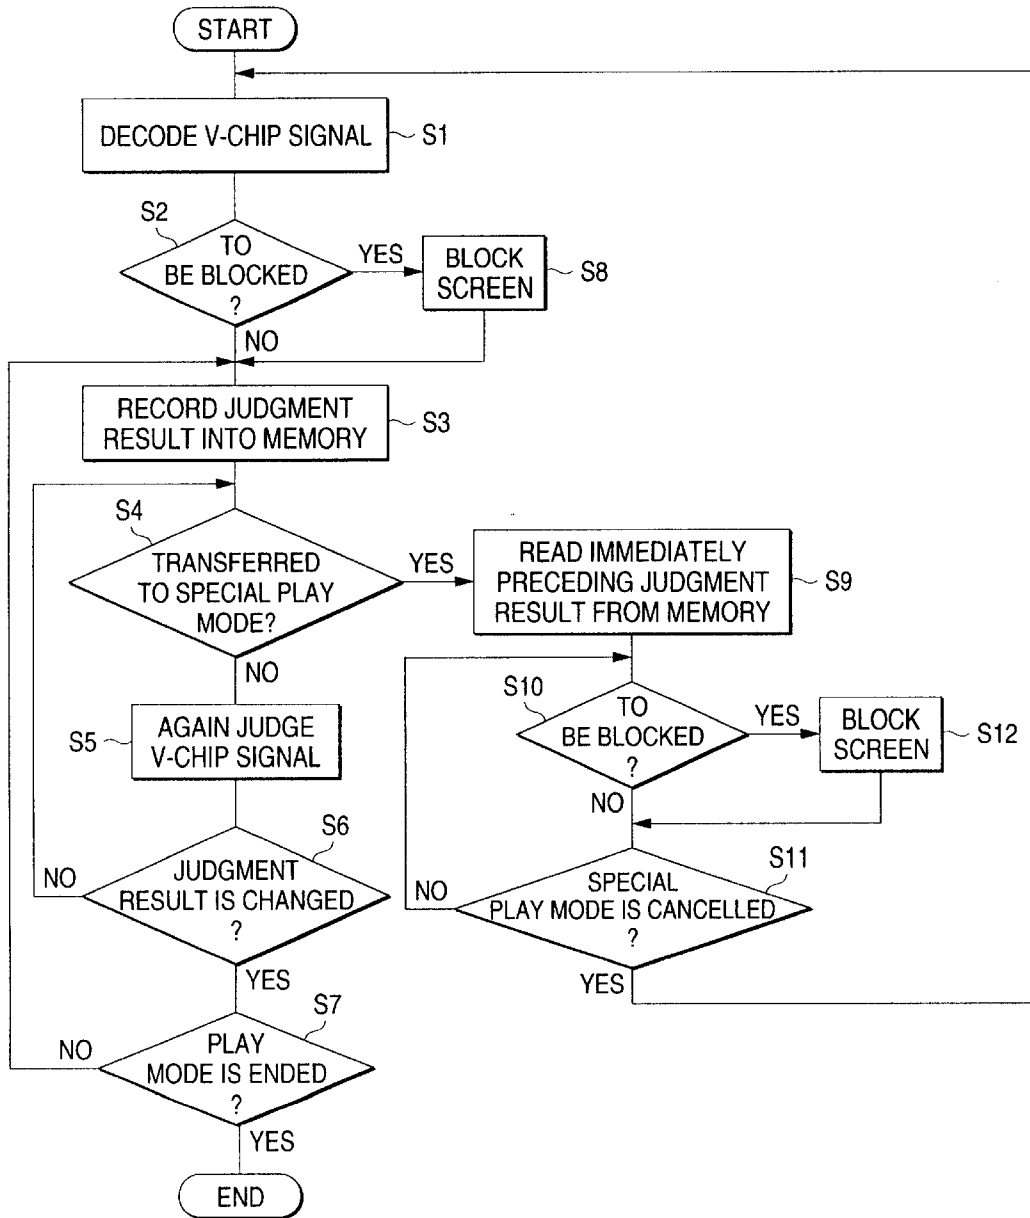 START
DECODE V-CHIP SIGNAL
S1
S2
TO
BE BLOCKED
?
YES
BLOCK
SCREEN
S8
NO
RECORD JUDGMENT
RESULT INTO MEMORY
S3
S4
TRANSFERRED
TO SPECIAL PLAY
MODE?
YES
READ IMMEDIATELY
PRECEDING JUDGMENT
RESULT FROM MEMORY
S9
NO
S5
AGAIN JUDGE
V-CHIP SIGNAL
S10
TO
BE BLOCKED
?
YES
BLOCK
SCREEN
S12
NO
S6
JUDGMENT
RESULT IS CHANGED
?
NO
YES
S11
SPECIAL
PLAY MODE IS CANCELLED
?
NO
YES
S7
PLAY
MODE IS ENDED
?
NO
YES
END